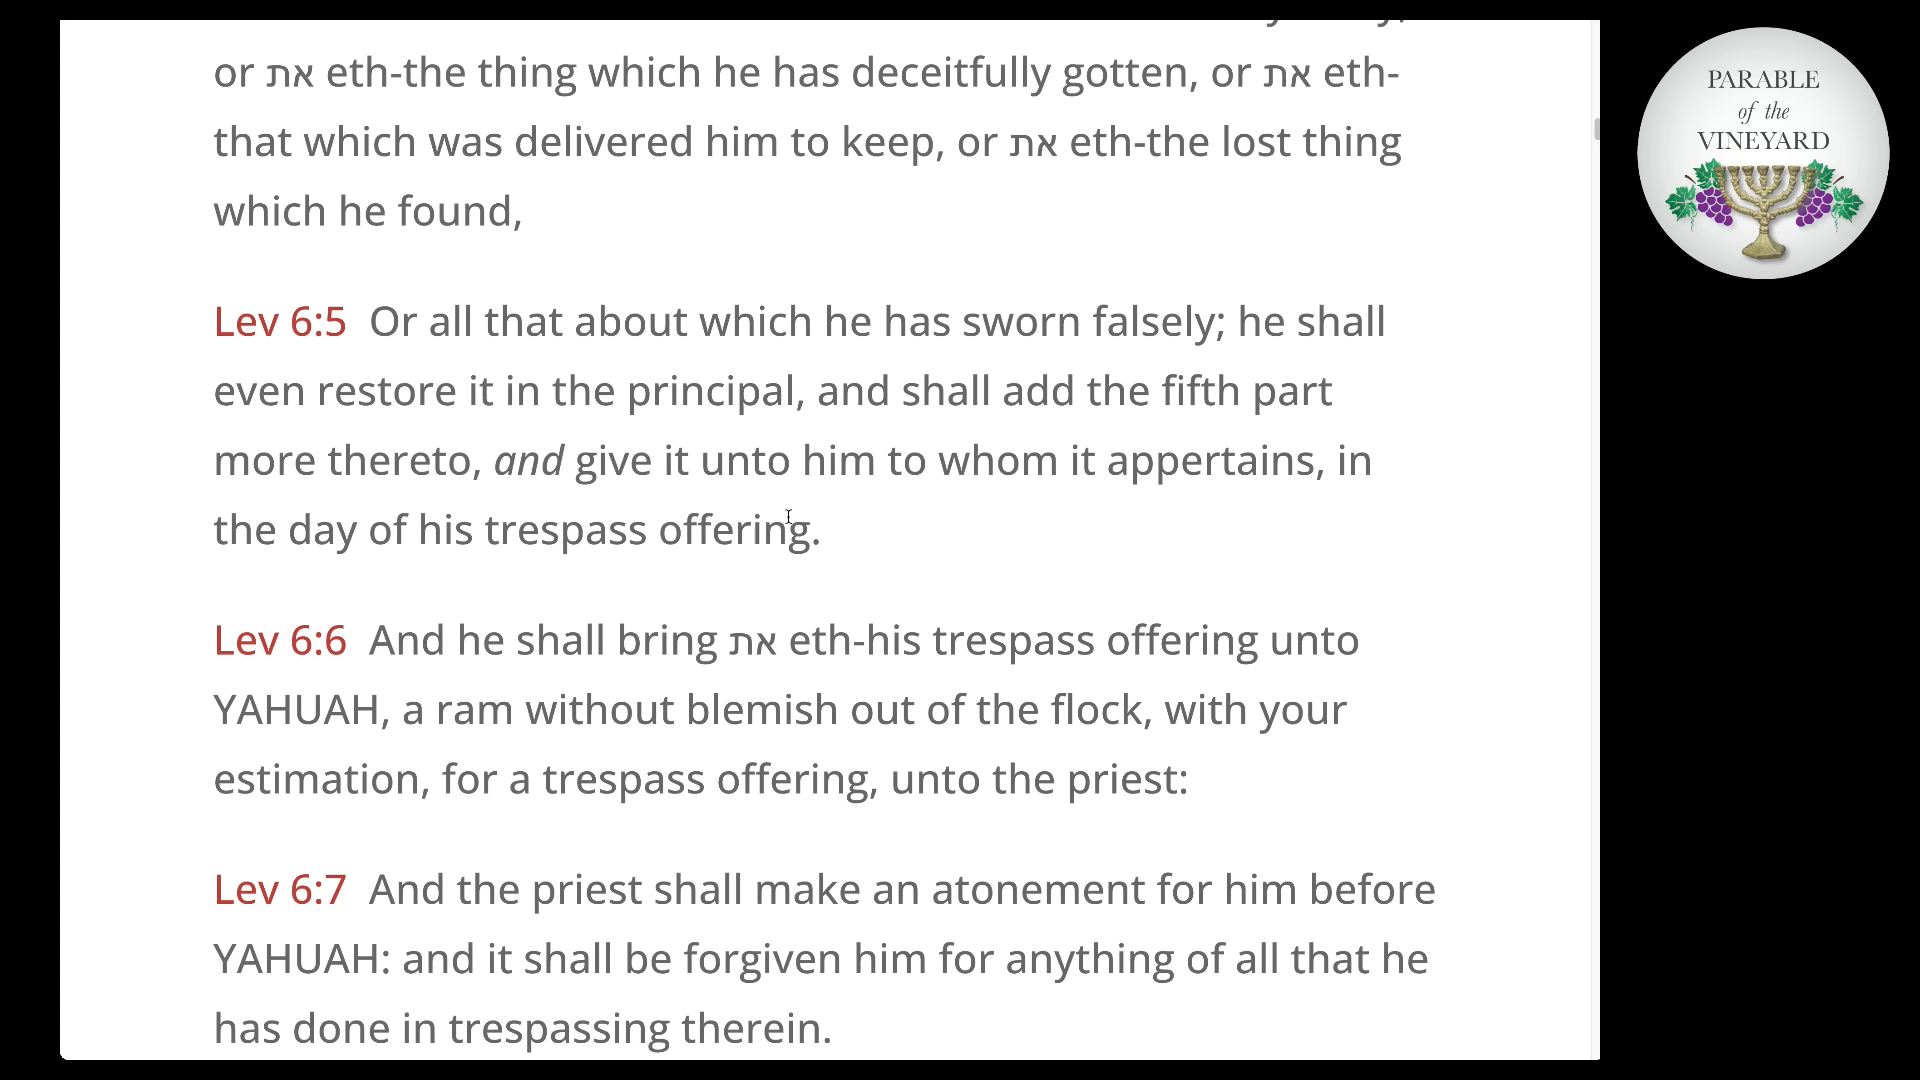 or את eth-the thing which he has deceitfully gotten, or את eth-
that which was delivered him to keep, or את eth-the lost thing
which he found,
Lev 6:5 Or all that about which he has sworn falsely; he shall
even restore it in the principal, and shall add the fifth part
more thereto, and give it unto him to whom it appertains, in
the day of his trespass offering.
Lev 6:6 And he shall bring את eth-his trespass offering unto
YAHUAH, a ram without blemish out of the flock, with your
estimation, for a trespass offering, unto the priest:
Lev 6:7 And the priest shall make an atonement for him before
YAHUAH: and it shall be forgiven him for anything of all that he
has done in trespassing therein.
PARABLE
of the
VINEYARD